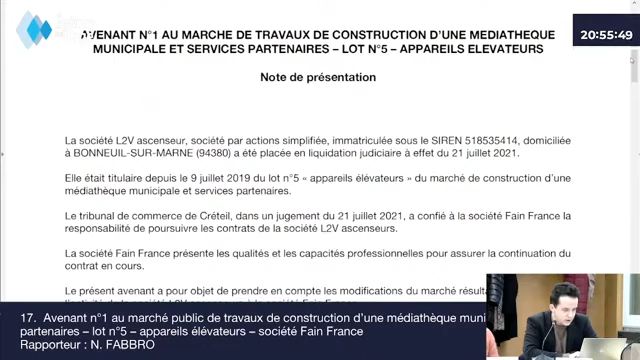 AVENANT N°1 AU MARCHE DE TRAVAUX DE CONSTRUCTION D'UNE MEDIATHEQUE
MUNICIPALE ET SERVICES PARTENAIRES – LOT N°5 – APPAREILS ELEVATEURS
20:55:49
Note de présentation
La société L2V ascenseur, société par actions simplifiée, immatriculée sous le SIREN 518535414, domiciliée
à BONNEUIL-SUR-MARNE (94380) a été placée en liquidation judiciaire à effet du 21 juillet 2021.
Elle était titulaire depuis le 9 juillet 2019 du lot n°5 « appareils élévateurs » du marché de construction d'une
médiathèque municipale et services partenaires.
Le tribunal de commerce de Créteil, dans un jugement du 21 juillet 2021, a confié à la société Fain France la
responsabilité de poursuivre les contrats de la société L2V ascenseurs.
La société Fain France présente les qualités et les capacités professionnelles pour assurer la continuation du
contrat en cours.
Le présent avenant a pour objet de prendre en compte les modifications du marché
17. Avenant n°1 au marché public de travaux de construction d'une médiathèque
partenaires – lot n°5 – appareils élévateurs – société Fain France
Rapporteur : N. FABBRO